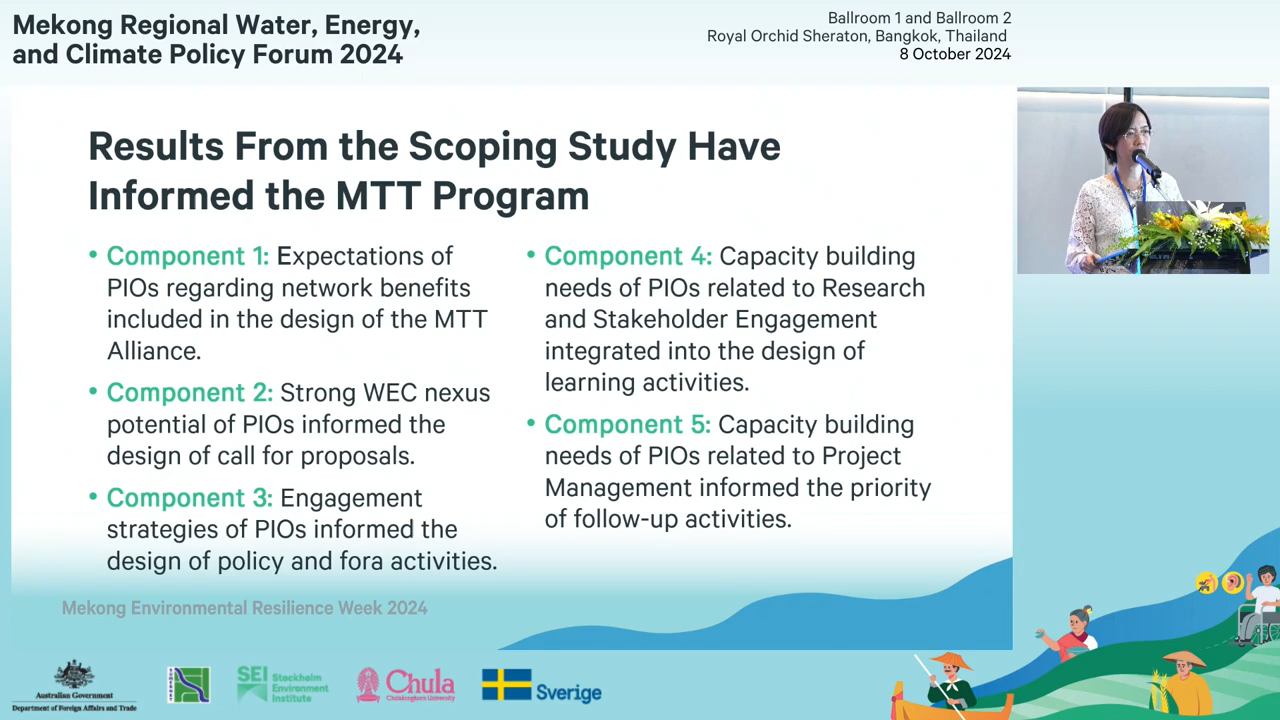 Mekong Regional Water, Energy,
and Climate Policy Forum 2024
Ballroom 1 and Ballroom 2
Royal Orchid Sheraton, Bangkok, Thailand
8 October 2024
Results From the Scoping Study Have
Informed the MTT Program
• Component 1: Expectations of
PIOs regarding network benefits
included in the design of the MTT
Alliance.
• Component 2: Strong WEC nexus
potential of PIOs informed the
design of call for proposals.
• Component 3: Engagement
strategies of PIOs informed the
design of policy and fora activities.
• Component 4: Capacity building
needs of PIOs related to Research
and Stakeholder Engagement
integrated into the design of
learning activities.
• Component 5: Capacity building
needs of PIOs related to Project
Management informed the priority
of follow-up activities.
Mekong Environmental Resilience Week 2024
Australian Government
Department of Foreign Affairs and Trade
SEI Stockholm
Environment
Institute
Chula
Chulalongkorn University
Sverige